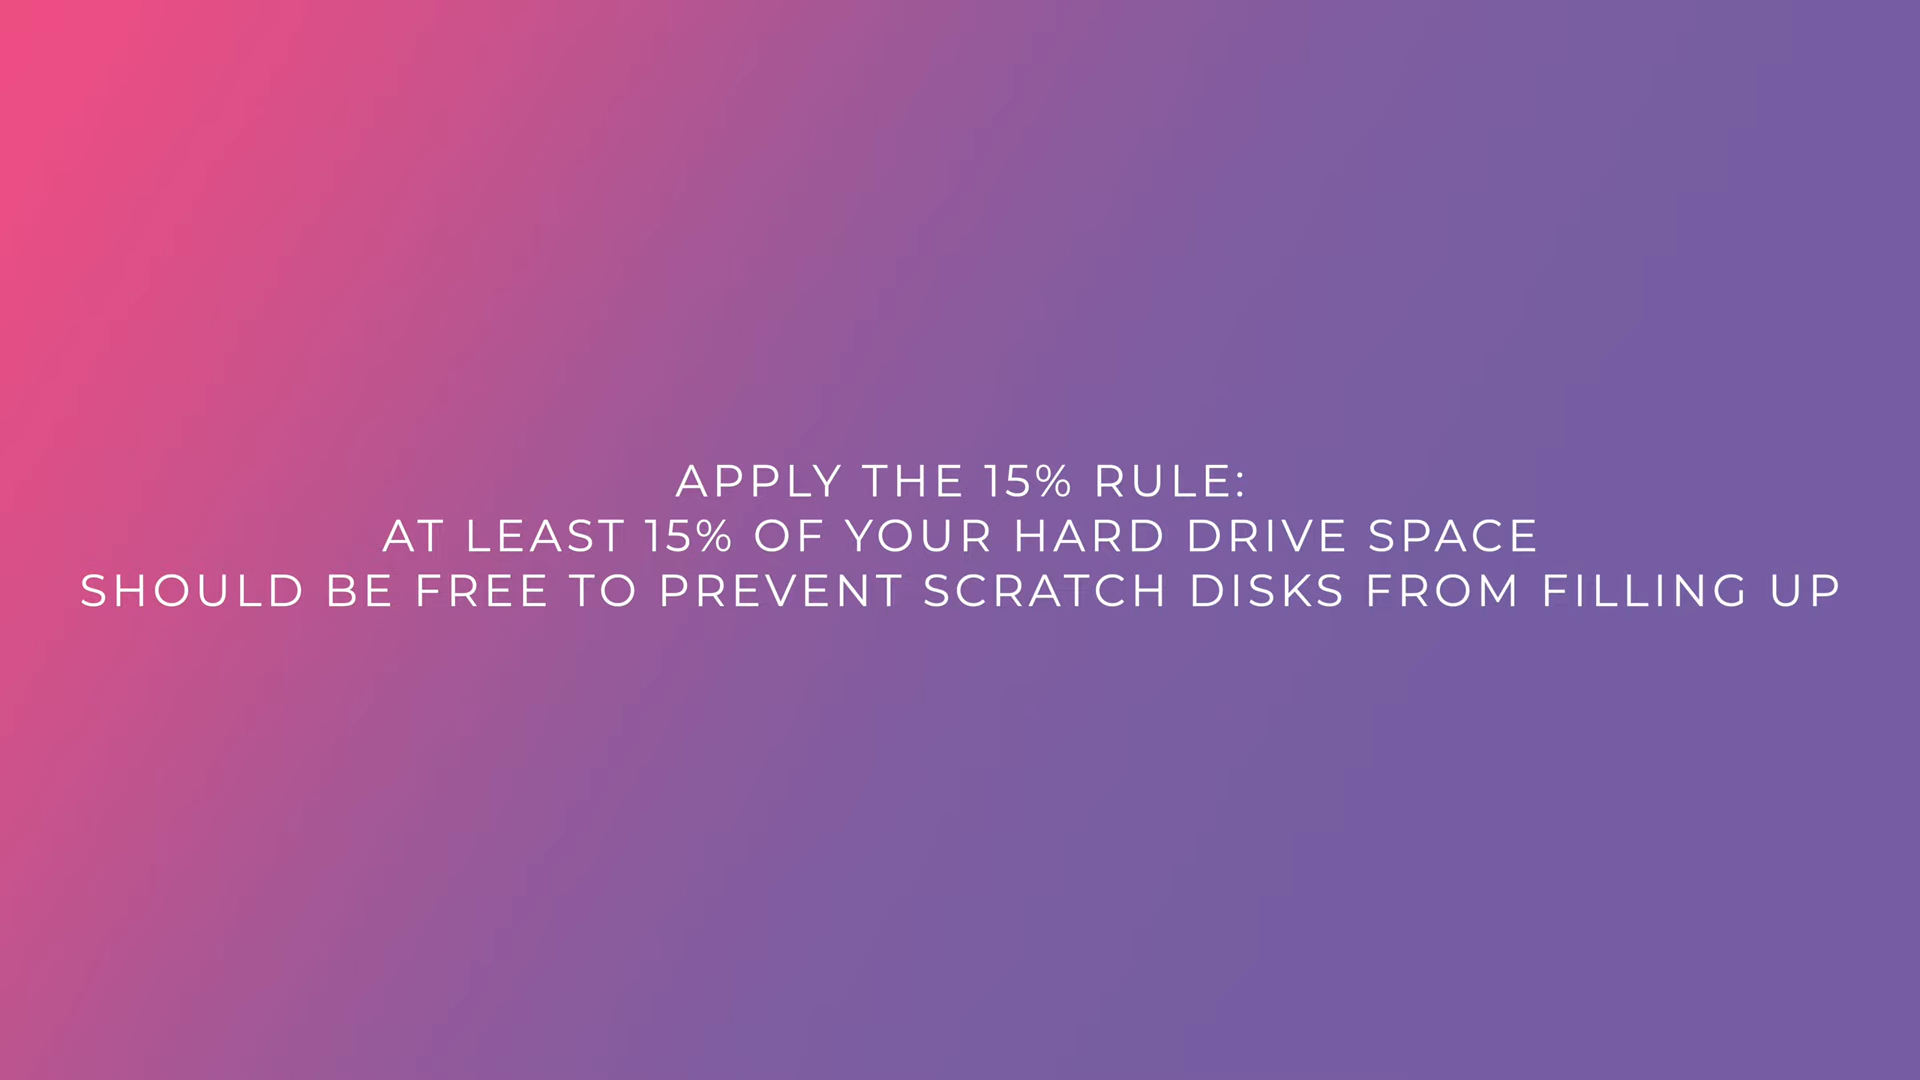 APPLY THE 15% RULE:
AT LEAST 15% OF YOUR HARD DRIVE SPACE
SHOULD BE FREE TO PREVENT SCRATCH DISKS FROM FILLING UP